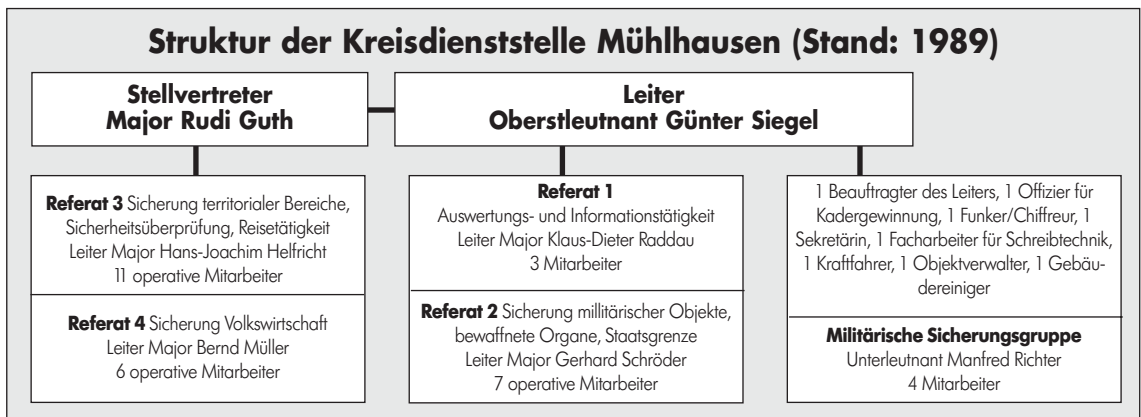 Struktur der Kreisdienststelle Mühlhausen (Stand: 1989)
Stellvertreter
Major Rudi Guth
Leiter
Oberstleutnant Günter Siegel
Referat 3 Sicherung territorialer Bereiche,
Sicherheitsüberprüfung, Reisetätigkeit
Leiter Major Hans-Joachim Helfricht
11 operative Mitarbeiter
Referat 4 Sicherung Volkswirtschaft
Leiter Major Bernd Müller
6 operative Mitarbeiter
Referat 1
Auswertungs- und Informationstätigkeit
Leiter Major Klaus-Dieter Raddau
3 Mitarbeiter
Referat 2 Sicherung millitärischer Objekte,
bewaffnete Organe, Staatsgrenze
Leiter Major Gerhard Schröder
7 operative Mitarbeiter
1 Beauftragter des Leiters, 1 Offizier für
Kadergewinnung, 1 Funker/Chiffreur, 1
Sekretärin, 1 Facharbeiter für Schreibtechnik,
1 Kraftfahrer, 1 Objektverwalter, 1 Gebäu-
dereiniger
Militärische Sicherungsgruppe
Unterleutnant Manfred Richter
4 Mitarbeiter